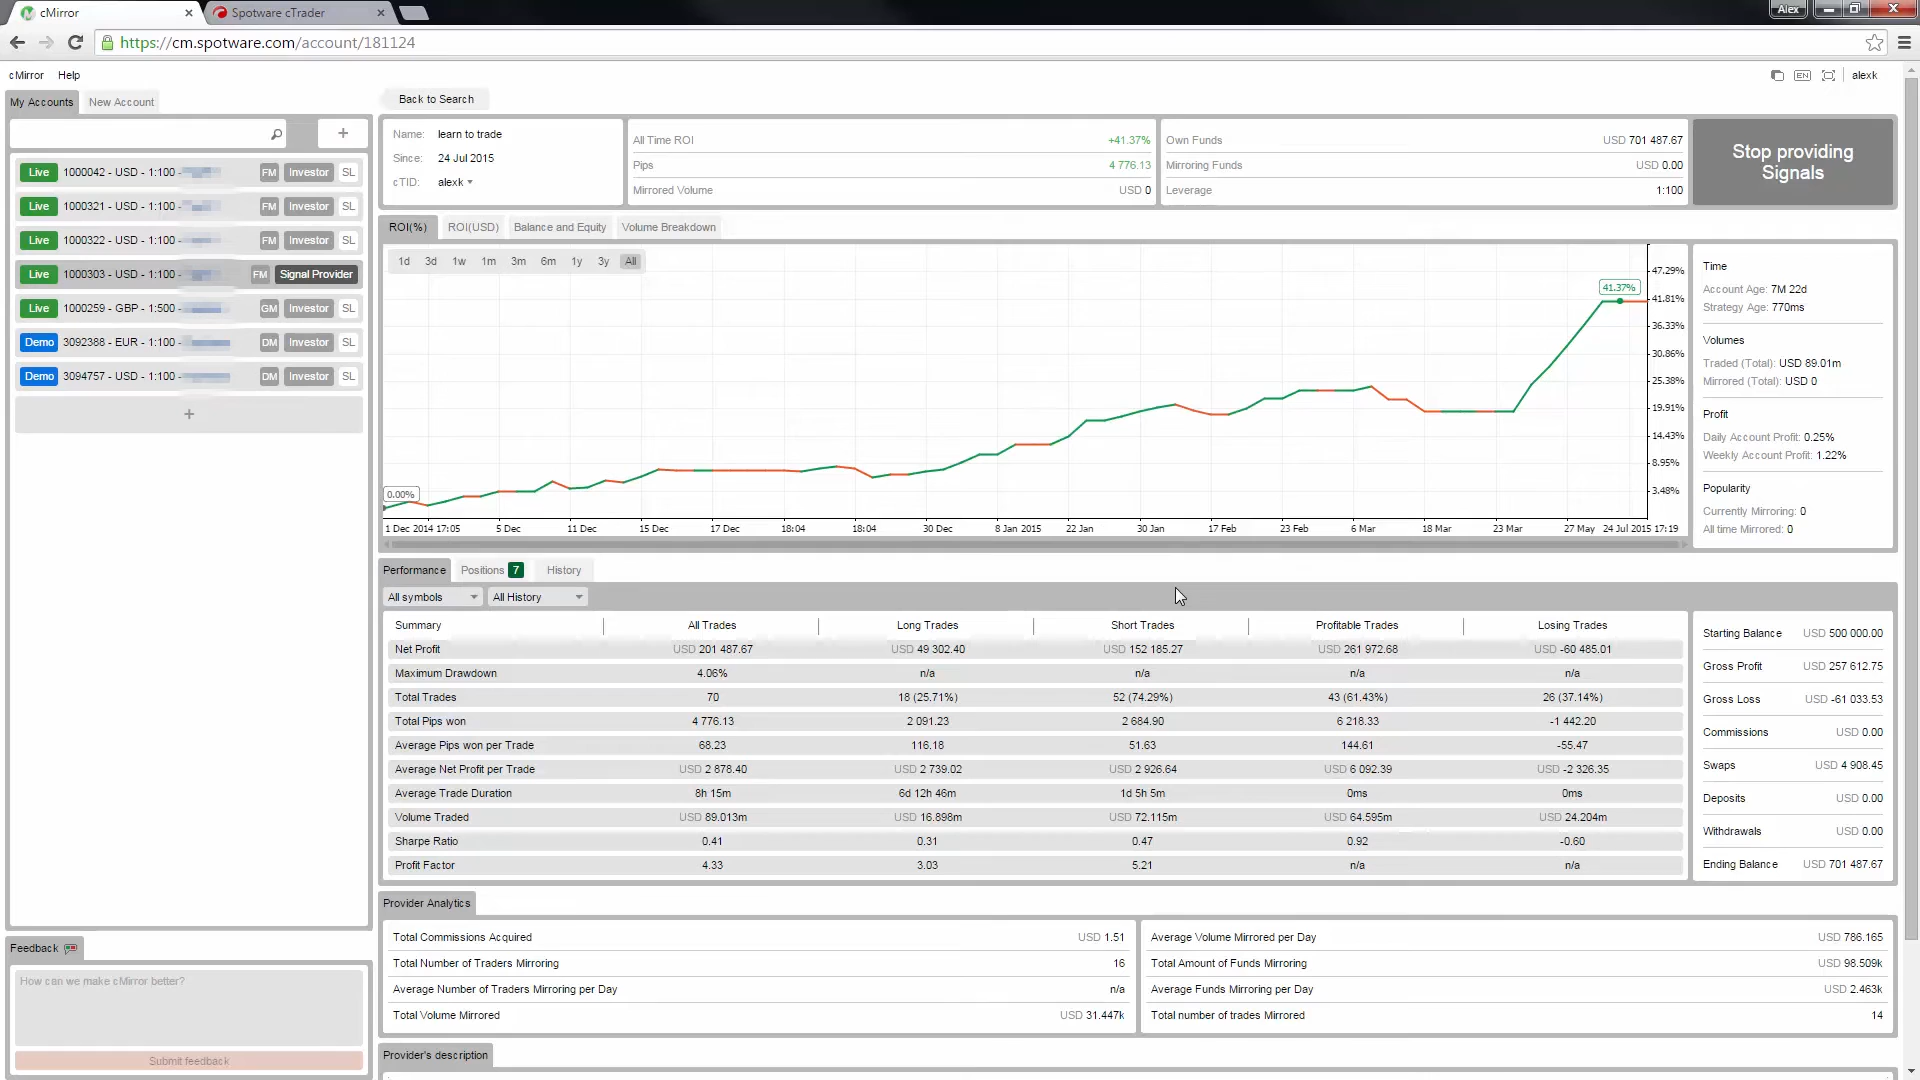 cMirror
Spotware cTrader
Alex
https://cm.spotware.com/account/181124
cMirror Help
EN alexk
My Accounts New Account
Back to Search
+
Live 1000042 - USD - 1:100 - FM Investor SL
Live 1000321 - USD - 1:100 - FM Investor SL
Live 1000322 - USD - 1:100 - FM Investor SL
Live 1000303 - USD - 1:100 - FM Signal Provider
Live 1000259 - GBP - 1:500 - GM Investor SL
Demo 3092388 - EUR - 1:100 - DM Investor SL
Demo 3094757 - USD - 1:100 - DM Investor SL
+
Name: learn to trade
Since: 24 Jul 2015
cTID: alexk
All Time ROI +41.37%
Pips 4 776.13
Mirrored Volume USD 0
Own Funds USD 701 487.67
Mirroring Funds USD 0.00
Leverage 1:100
Stop providing
Signals
ROI(%) ROI(USD) Balance and Equity Volume Breakdown
1d 3d 1w 1m 3m 6m 1y 3y All
41.37%
0.00%
47.29%
41.81%
36.33%
30.86%
25.38%
19.91%
14.43%
8.95%
3.48%
1 Dec 2014 17:05 5 Dec 11 Dec 15 Dec 17 Dec 18:04 18:04 30 Dec 8 Jan 2015 22 Jan 30 Jan 17 Feb 23 Feb 6 Mar 18 Mar 23 Mar 27 May 24 Jul 2015 17:19
Time
Account Age: 7M 22d
Strategy Age: 770ms
Volumes
Traded (Total): USD 89.01m
Mirrored (Total): USD 0
Profit
Daily Account Profit: 0.25%
Weekly Account Profit: 1.22%
Popularity
Currently Mirroring: 0
All time Mirrored: 0
Performance Positions 7 History
All symbols All History
Summary All Trades Long Trades Short Trades Profitable Trades Losing Trades
Net Profit USD 201 487.67 USD 49 302.40 USD 152 185.27 USD 261 972.68 USD -60 485.01
Maximum Drawdown 4.06% n/a n/a n/a n/a
Total Trades 70 18 (25.71%) 52 (74.29%) 43 (61.43%) 26 (37.14%)
Total Pips won 4 776.13 2 091.23 2 684.90 6 218.33 -1 442.20
Average Pips won per Trade 68.23 116.18 51.63 144.61 -55.47
Average Net Profit per Trade USD 2 878.40 USD 2 739.02 USD 2 926.64 USD 6 092.39 USD -2 326.35
Average Trade Duration 8h 15m 6d 12h 46m 1d 5h 5m 0ms 0ms
Volume Traded USD 89.013m USD 16.898m USD 72.115m USD 64.595m USD 24.204m
Sharpe Ratio 0.41 0.31 0.47 0.92 -0.60
Profit Factor 4.33 3.03 5.21 n/a n/a
Starting Balance USD 500 000.00
Gross Profit USD 257 612.75
Gross Loss USD -61 033.53
Commissions USD 0.00
Swaps USD 4 908.45
Deposits USD 0.00
Withdrawals USD 0.00
Ending Balance USD 701 487.67
Provider Analytics
Total Commissions Acquired USD 1.51
Total Number of Traders Mirroring 16
Average Number of Traders Mirroring per Day n/a
Total Volume Mirrored USD 31.447k
Average Volume Mirrored per Day USD 786.165
Total Amount of Funds Mirroring USD 98.509k
Average Funds Mirroring per Day USD 2.463k
Total number of trades Mirrored 14
Provider's description
Feedback
How can we make cMirror better?
Submit feedback